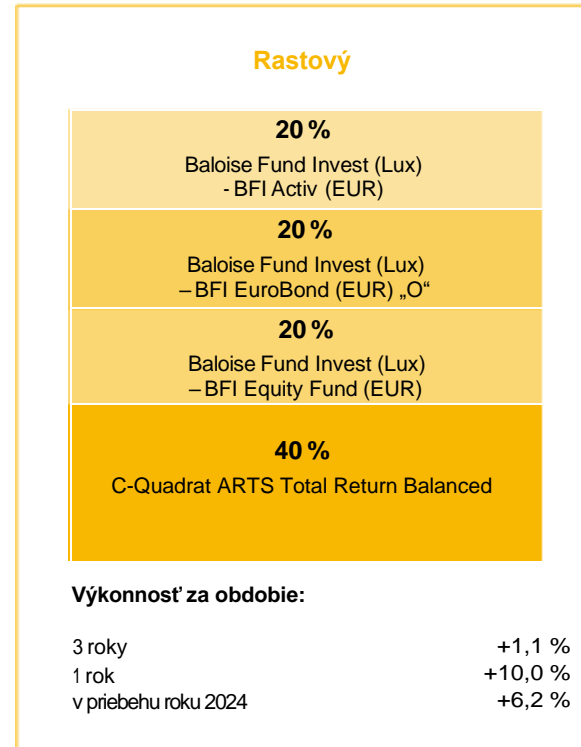 Rastový
20 %
Baloise Fund Invest (Lux)
- BFI Activ (EUR)
20 %
Baloise Fund Invest (Lux)
– BFI EuroBond (EUR) „O“
20 %
Baloise Fund Invest (Lux)
– BFI Equity Fund (EUR)
40 %
C-Quadrat ARTS Total Return Balanced
Výkonnosť za obdobie:
3 roky +1,1 %
1 rok +10,0 %
v priebehu roku 2024 +6,2 %